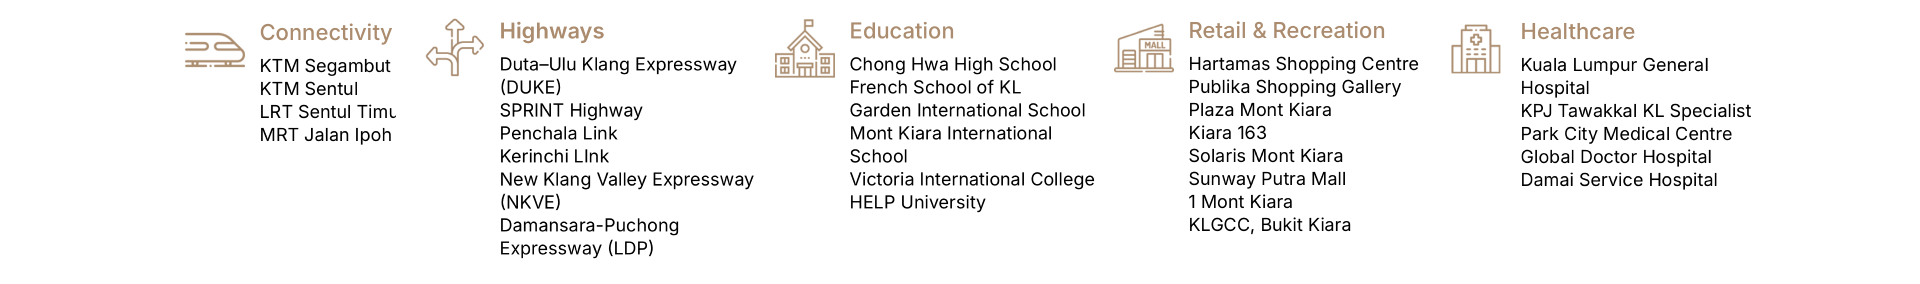 Connectivity
KTM Segambut
KTM Sentul
LRT Sentul
MRT Jalan Ipoh
Highways
Duta–Ulu Klang Expressway
(DUKE)
SPRINT Highway
Penchala Link
Kerinchi LInk
New Klang Valley Expressway
(NKVE)
Damansara-Puchong
Expressway (LDP)
Education
Chong Hwa High School
French School of KL
Garden International School
Mont Kiara International
School
Victoria International College
HELP University
MALL
Retail & Recreation
Hartamas Shopping Centre
Publika Shopping Gallery
Plaza Mont Kiara
Kiara 163
Solaris Mont Kiara
Sunway Putra Mall
1 Mont Kiara
KLGCC, Bukit Kiara
Healthcare
Kuala Lumpur General
Hospital
KPJ Tawakkal KL Specialist
Park City Medical Centre
Global Doctor Hospital
Damai Service Hospital